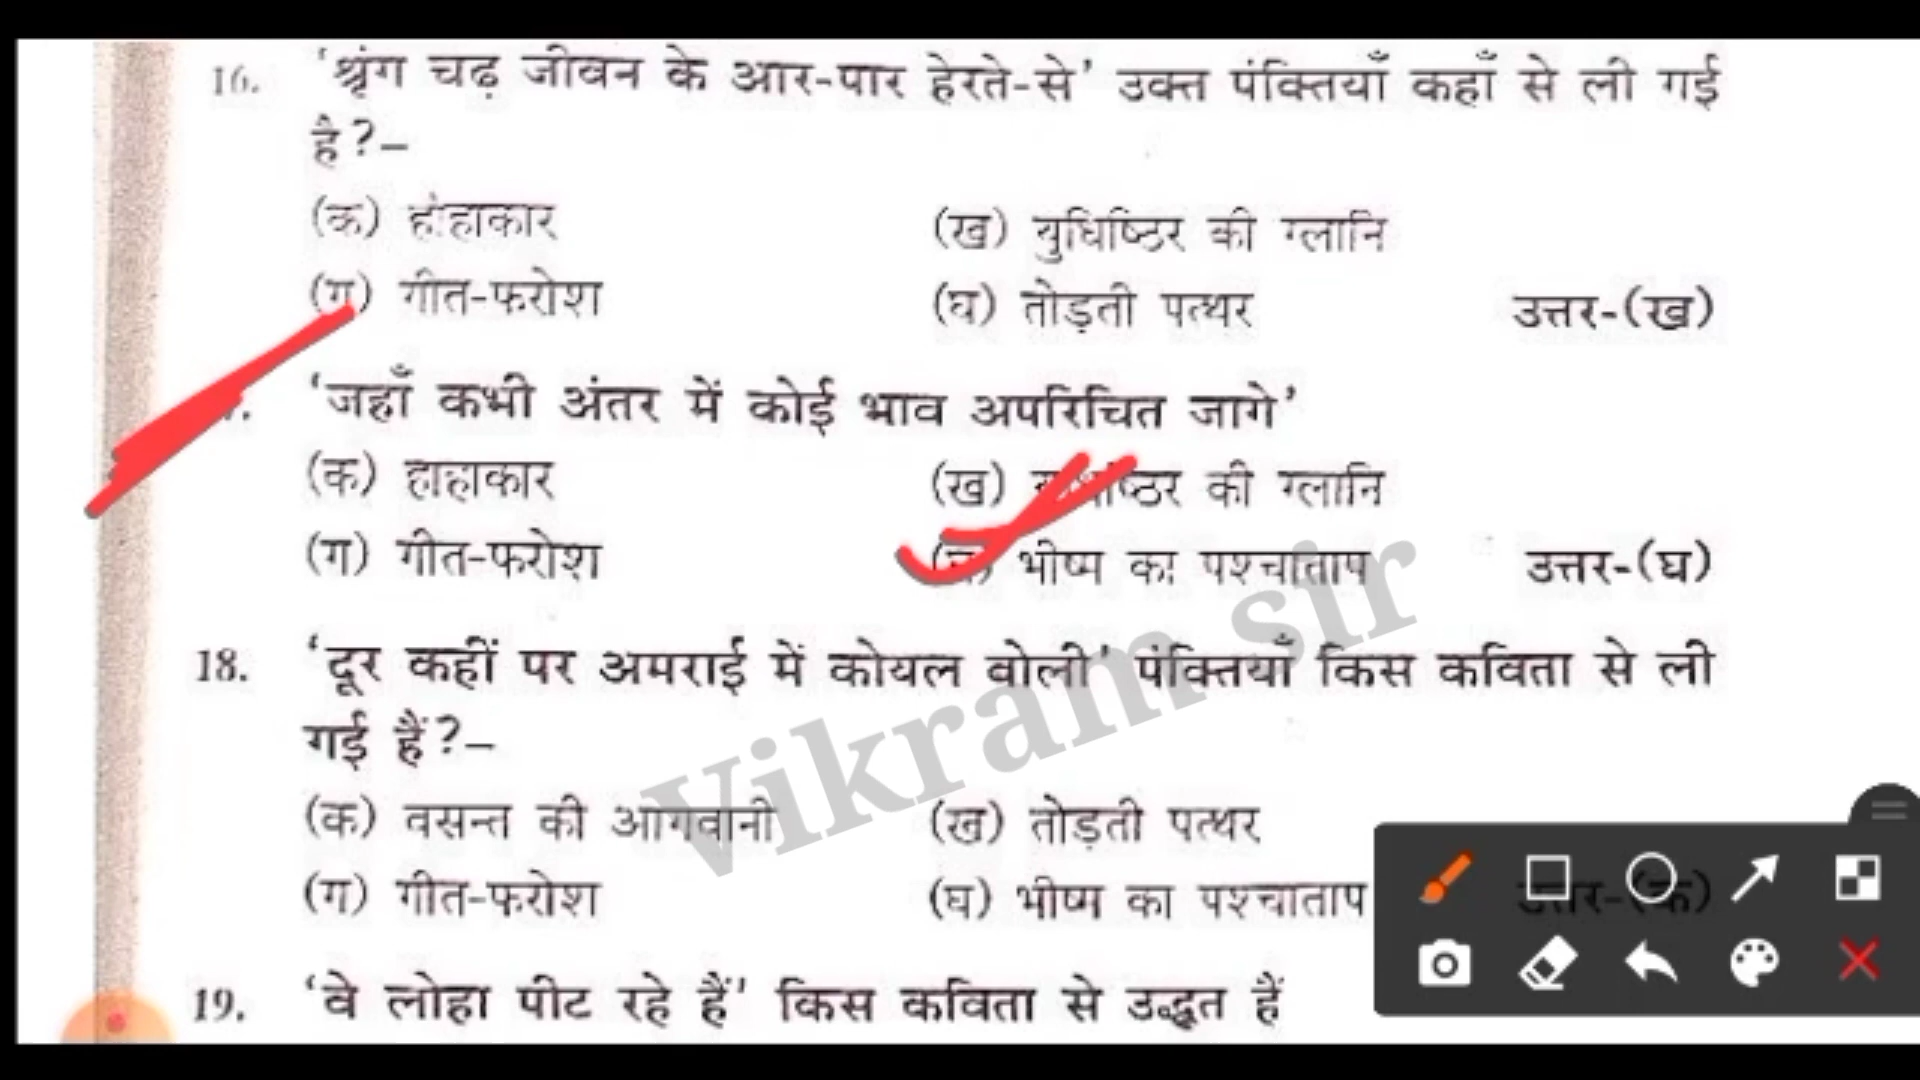 16. 'श्रृंग चढ़ जीवन के आर-पार हेरते-से' उक्त पंक्तियाँ कहाँ से ली गई
है?–
(क) हाहाकार (ख) युधिष्ठिर की ग्लानि
(ग) गीत-फरोश (घ) तोड़ती पत्थर उत्तर-(ख)
'जहाँ कभी अंतर में कोई भाव अपरिचित जागे'
(क) हाहाकार (ख) की ग्लानि
(ग) गीत-फरोश भीष्म का पश्चाताप उत्तर-(घ)
18. 'दूर कहीं पर अमराई में कोयल बोली' पंक्तियाँ किस कविता से ली
गई हैं?–
(क) वसन्त की आगवानी (ख) तोड़ती पत्थर
(ग) गीत-फरोश (घ) भीष्म का पश्चाताप उत्तर-(क)
19. 'वे लोहा पीट रहे हैं' किस कविता से उद्धृत हैं
Vikram sir